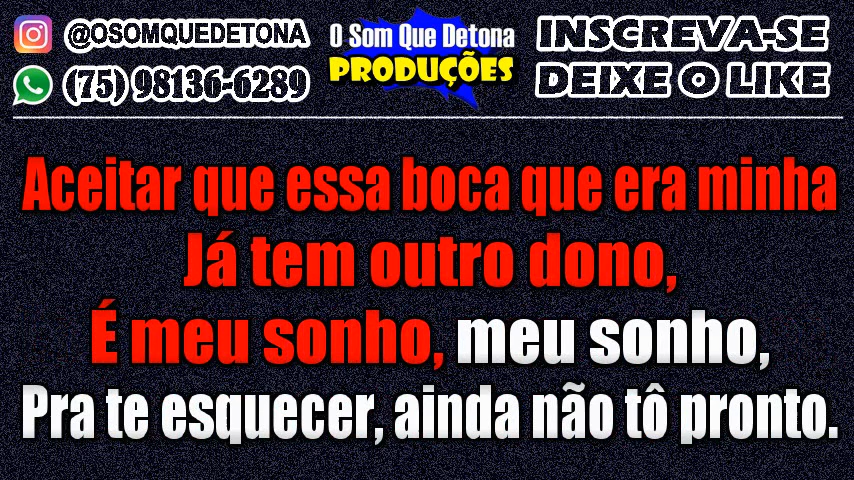 @OSOMQUEDETONA
(75) 98136-6289
O Som Que Detona
PRODUÇÕES
INSCREVA-SE
DEIXE O LIKE
Aceitar que essa boca que era minha
Já tem outro dono,
É meu sonho, meu sonho,
Pra te esquecer, ainda não tô pronto.